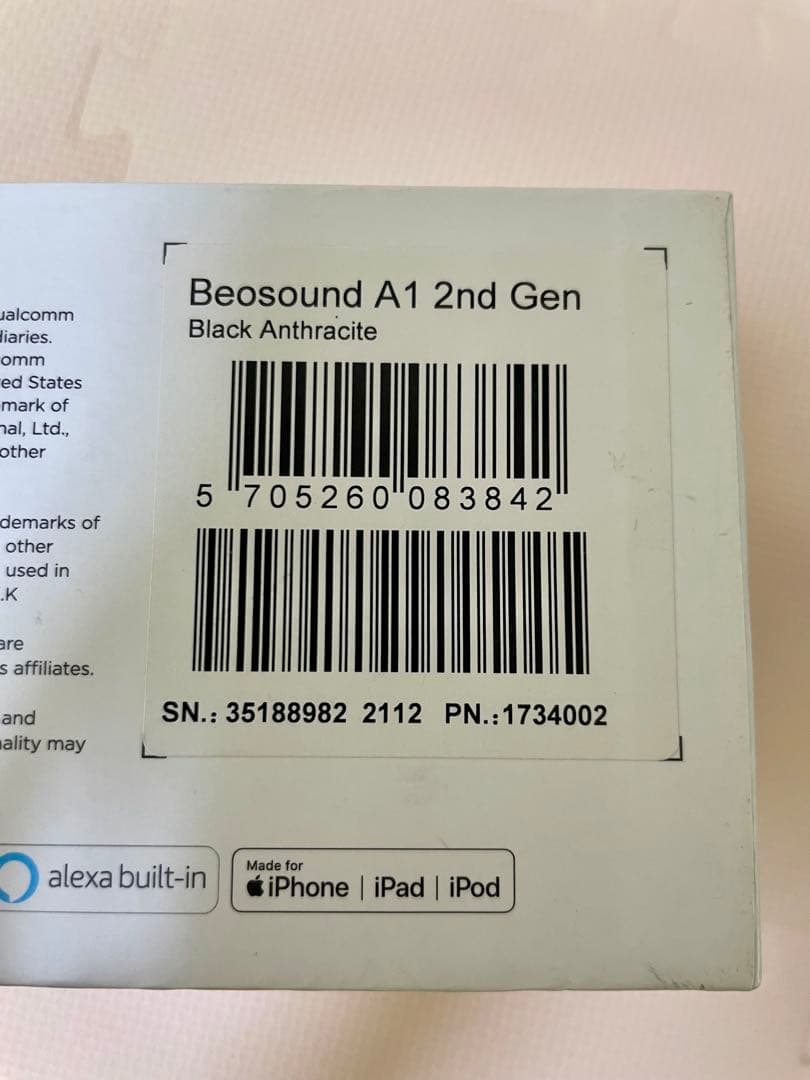 ualcomm
diaries.
omm
ed States
mark of
nal, Ltd.,
other
demarks of
other
used in
.K
are
s affiliates.
and
nality may
Beosound A1 2nd Gen
Black Anthracite
5 705260 083842
SN.: 35188982 2112 PN.:1734002
alexa built-in
Made for
iPhone | iPad | iPod